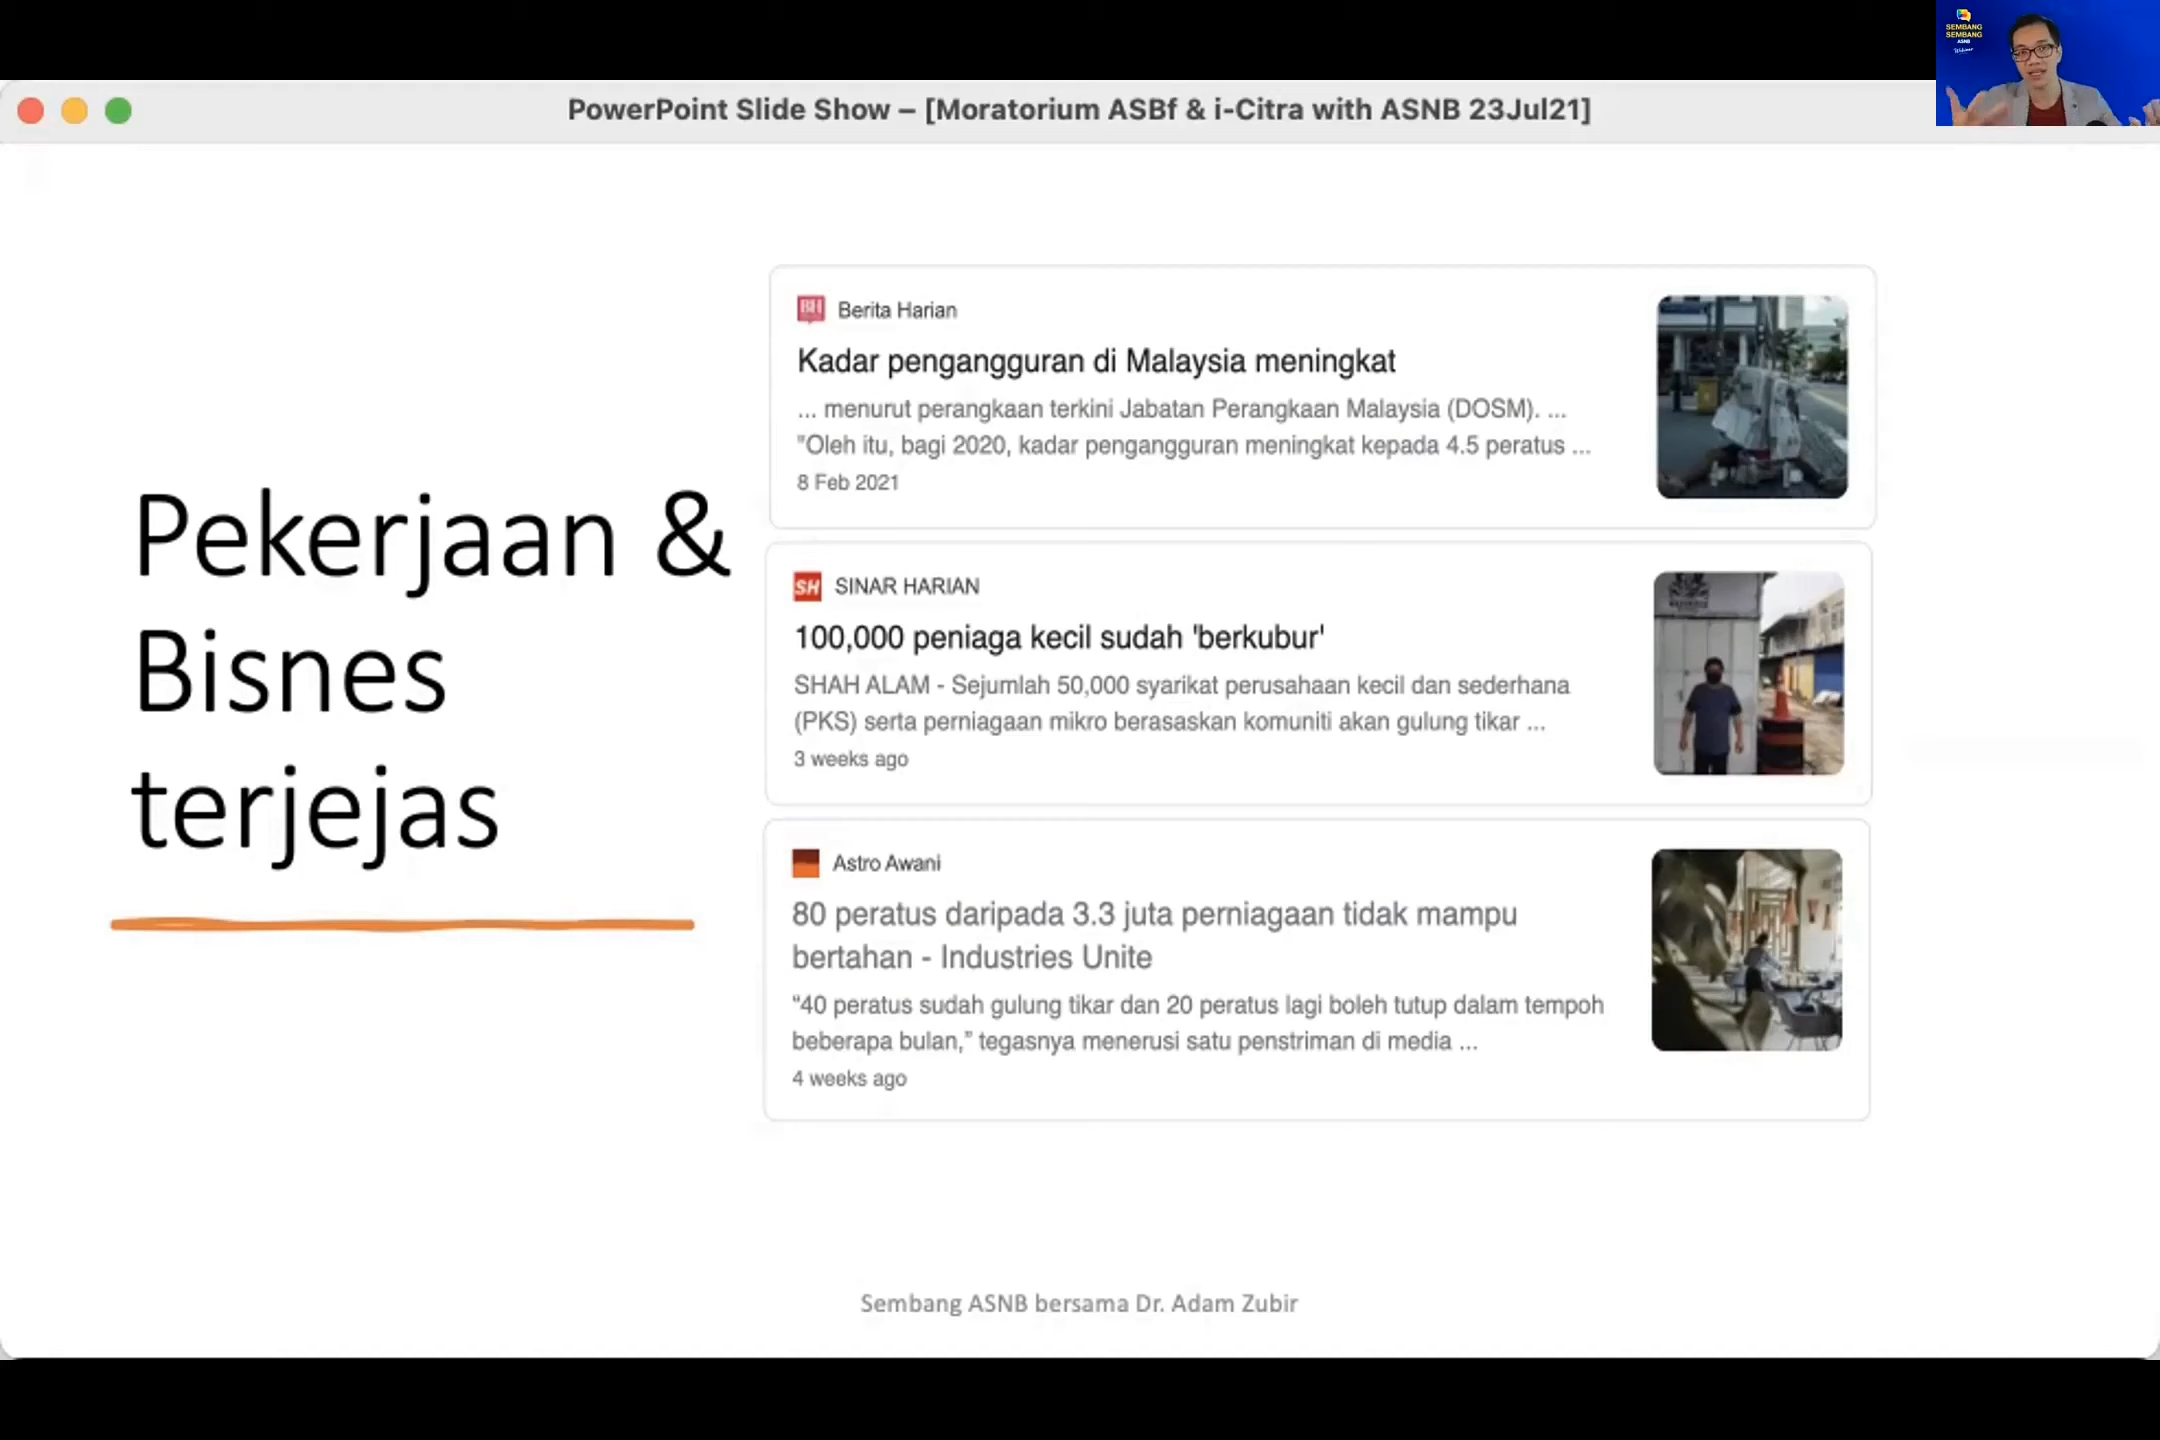 SEMBANG
SEMBANG
ASNB
Webinar
PowerPoint Slide Show – [Moratorium ASBf & i-Citra with ASNB 23Jul21]
Pekerjaan &
Bisnes
terjejas
BH
Berita Harian
Kadar pengangguran di Malaysia meningkat
... menurut perangkaan terkini Jabatan Perangkaan Malaysia (DOSM). ...
"Oleh itu, bagi 2020, kadar pengangguran meningkat kepada 4.5 peratus ...
8 Feb 2021
SH
SINAR HARIAN
100,000 peniaga kecil sudah 'berkubur'
SHAH ALAM - Sejumlah 50,000 syarikat perusahaan kecil dan sederhana
(PKS) serta perniagaan mikro berasaskan komuniti akan gulung tikar ...
3 weeks ago
Astro Awani
80 peratus daripada 3.3 juta perniagaan tidak mampu
bertahan - Industries Unite
“40 peratus sudah gulung tikar dan 20 peratus lagi boleh tutup dalam tempoh
beberapa bulan,” tegasnya menerusi satu penstriman di media ...
4 weeks ago
Sembang ASNB bersama Dr. Adam Zubir